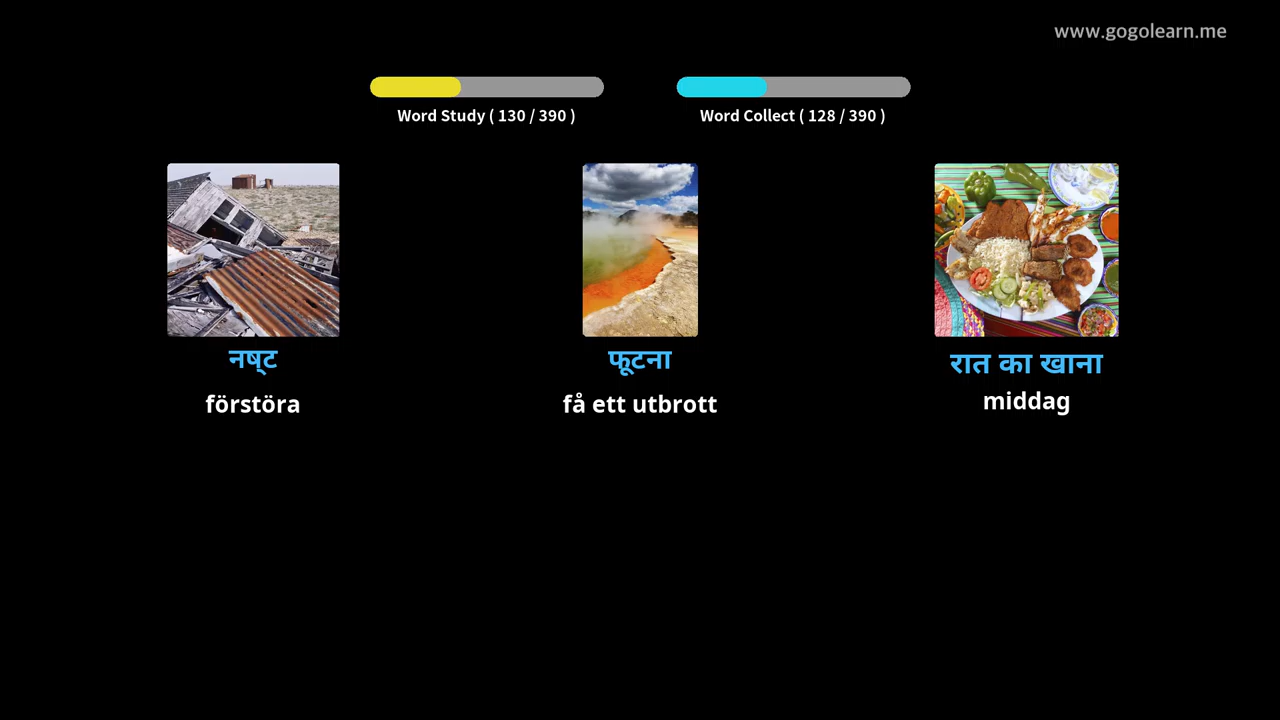 www.gogolearn.me
Word Study ( 130 / 390 )
Word Collect ( 128 / 390 )
नष्ट
förstöra
फूटना
få ett utbrott
रात का खाना
middag